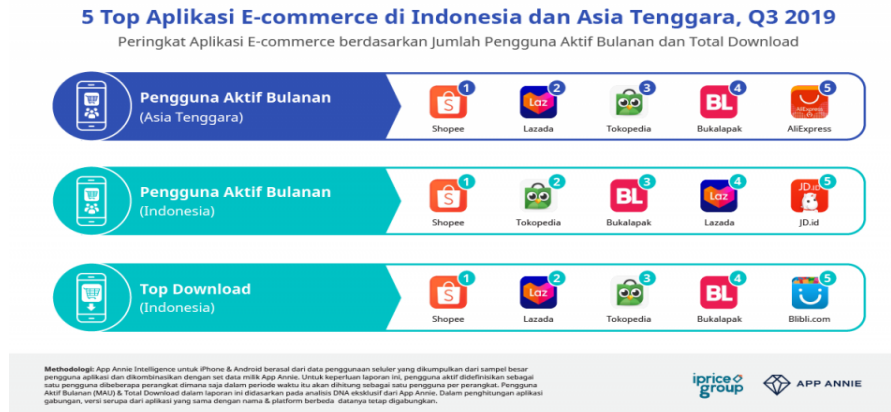 5 Top Aplikasi E-commerce di Indonesia dan Asia Tenggara, Q3 2019
Peringkat Aplikasi E-commerce berdasarkan Jumlah Pengguna Aktif Bulanan dan Total Download
Pengguna Aktif Bulanan
(Asia Tenggara)
S 1 Laz 2 3 BL 4 AliExpress 5
Shopee Lazada Tokopedia Bukalapak AliExpress
Pengguna Aktif Bulanan
(Indonesia)
S 1 2 BL 3 Laz 4 JD.ID 5
Shopee Tokopedia Bukalapak Lazada JD.id
Top Download
(Indonesia)
S 1 Laz 2 3 BL 4 5
Shopee Lazada Tokopedia Bukalapak Blibli.com
Methodologi: App Annie Intelligence untuk iPhone & Android berasal dari data penggunaan seluler yang dikumpulkan dari sampel besar
pengguna aplikasi dan dikombinasikan dengan set data milik App Annie. Untuk keperluan laporan ini, pengguna aktif didefinisikan sebagai
satu pengguna dibeberapa perangkat dimana saja dalam periode waktu itu akan dihitung sebagai satu pengguna per perangkat. Pengguna
Aktif Bulanan (MAU) & Total Download dalam laporan ini didasarkan pada analisis DNA eksklusif dari App Annie. Dalam penghitungan aplikasi
gabungan, versi serupa dari aplikasi yang sama dengan nama & platform berbeda datanya tetap digabungkan.
iprice group
APP ANNIE